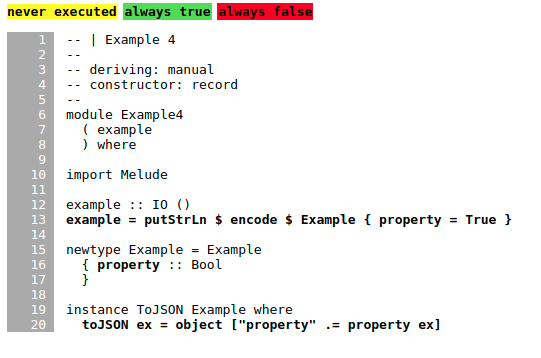 never executed always true always false
1 -- | Example 4
2 --
3 -- deriving: manual
4 -- constructor: record
5 --
6 module Example4
7   ( example
8   ) where
9
10 import Melude
11
12 example :: IO ()
13 example = putStrLn $ encode $ Example { property = True }
14
15 newtype Example = Example
16   { property :: Bool
17   }
18
19 instance ToJSON Example where
20   toJSON ex = object ["property" .= property ex]